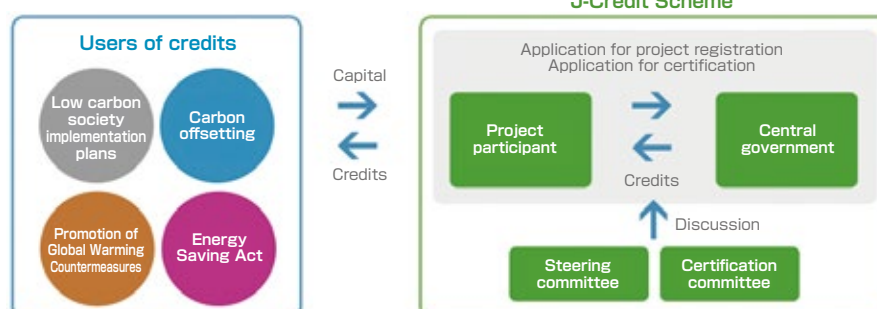 J-Credit Scheme
Users of credits
Low carbon
society
implementation
plans
Carbon
offsetting
Promotion of
Global Warming
Countermeasures
Energy
Saving Act
Capital
Credits
Application for project registration
Application for certification
Project
participant
Central
government
Credits
Discussion
Steering
committee
Certification
committee